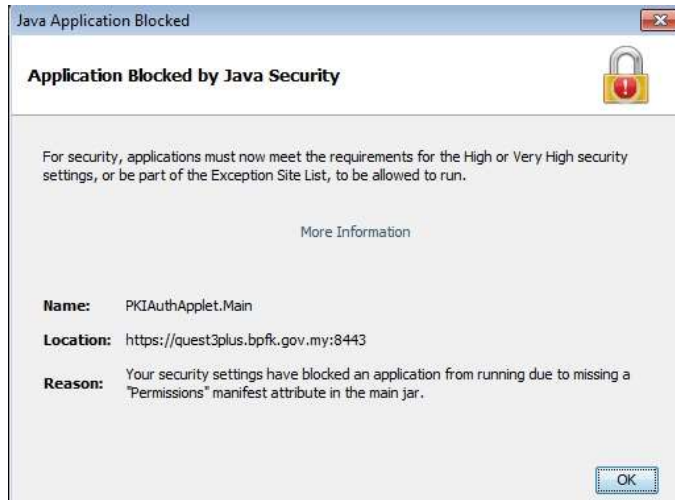 Java Application Blocked
Application Blocked by Java Security
For security, applications must now meet the requirements for the High or Very High security
settings, or be part of the Exception Site List, to be allowed to run.
More Information
Name: PKIAuthApplet.Main
Location: https://quest3plus.bpfk.gov.my:8443
Reason: Your security settings have blocked an application from running due to missing a
"Permissions" manifest attribute in the main jar.
OK